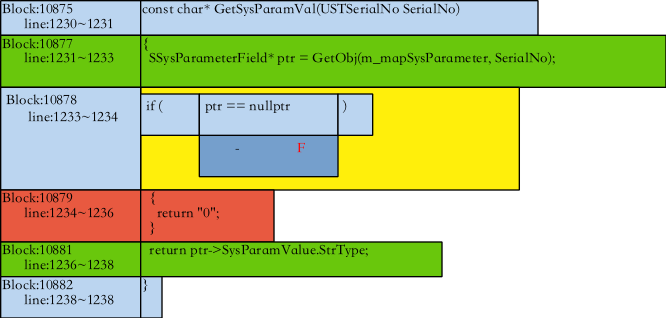 Block:10875 const char* GetSysParamVal(USTSerialNo SerialNo)
line:1230~1231
Block:10877 {
line:1231~1233 SSysParameterField* ptr = GetObj(m_mapSysParameter, SerialNo);
Block:10878
if ( ptr == nullptr )
line:1233~1234
- F
Block:10879 {
line:1234~1236 return "0";
}
Block:10881 return ptr->SysParamValue.StrType;
line:1236~1238
Block:10882 }
line:1238~1238